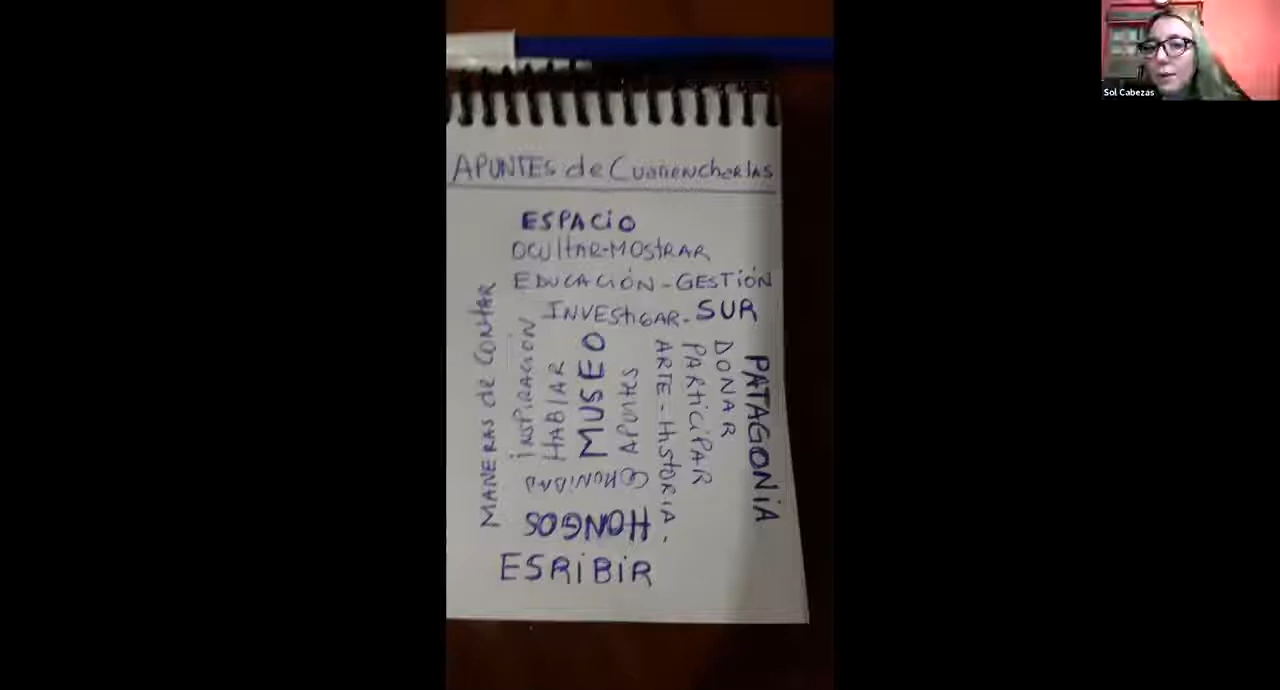 APUNTES de Cuarencherlas
ESPACIO
OCULTAR-MOSTRAR
EDUCACIÓN - GESTIÓN
INVESTIGAR - SUR
MANERAS de CONTAR
INSPIRACIÓN
HABLAR
MUSEO
APUNTES
ARTE - HISTORIA.
PARTICIPAR
DONAR
PATAGONIA
COMUNIDAD
HONGOS
ESRIBIR
Sol Cabezas